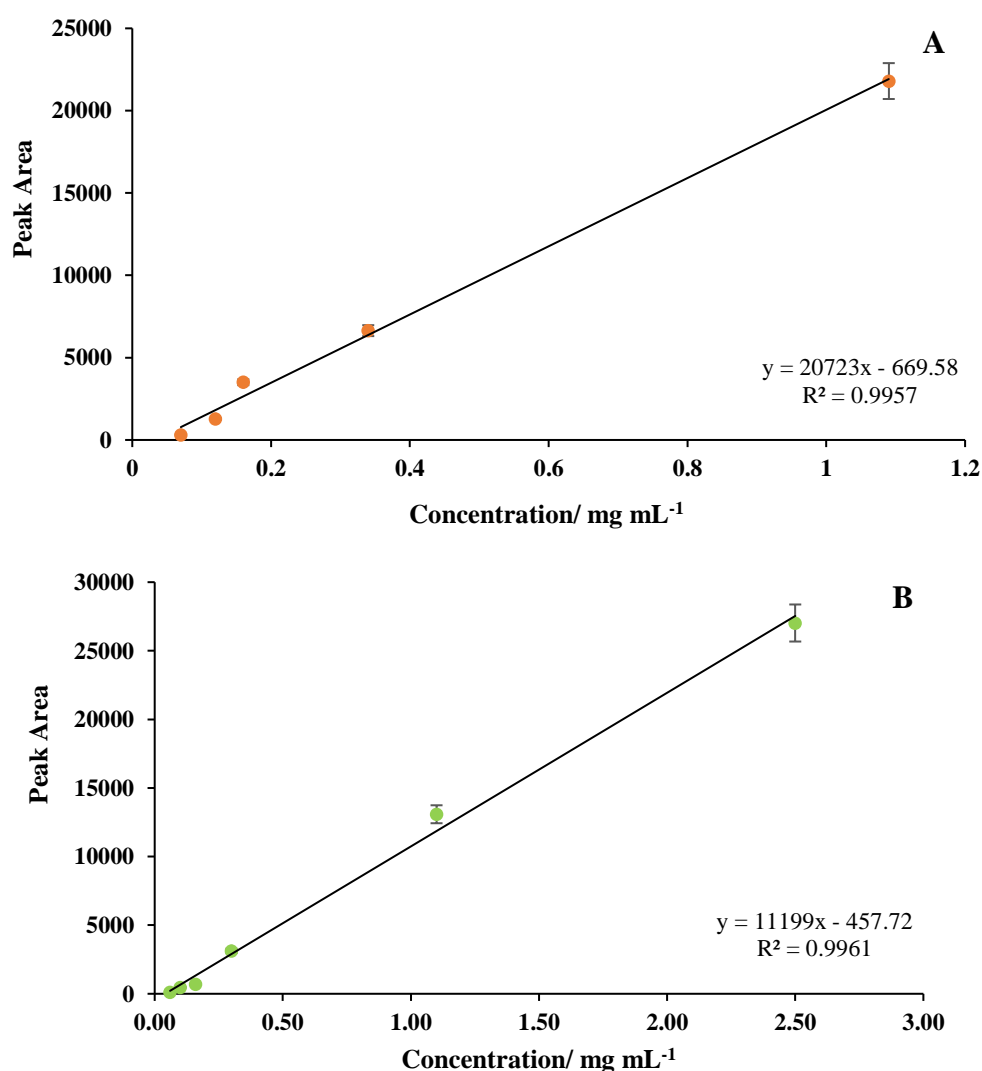 A
25000
20000
15000
10000
5000
0
Peak Area
y = 20723x - 669.58
R² = 0.9957
0 0.2 0.4 0.6 0.8 1 1.2
Concentration/ mg mL⁻¹
B
30000
25000
20000
15000
10000
5000
0
Peak Area
y = 11199x - 457.72
R² = 0.9961
0.00 0.50 1.00 1.50 2.00 2.50 3.00
Concentration/ mg mL⁻¹